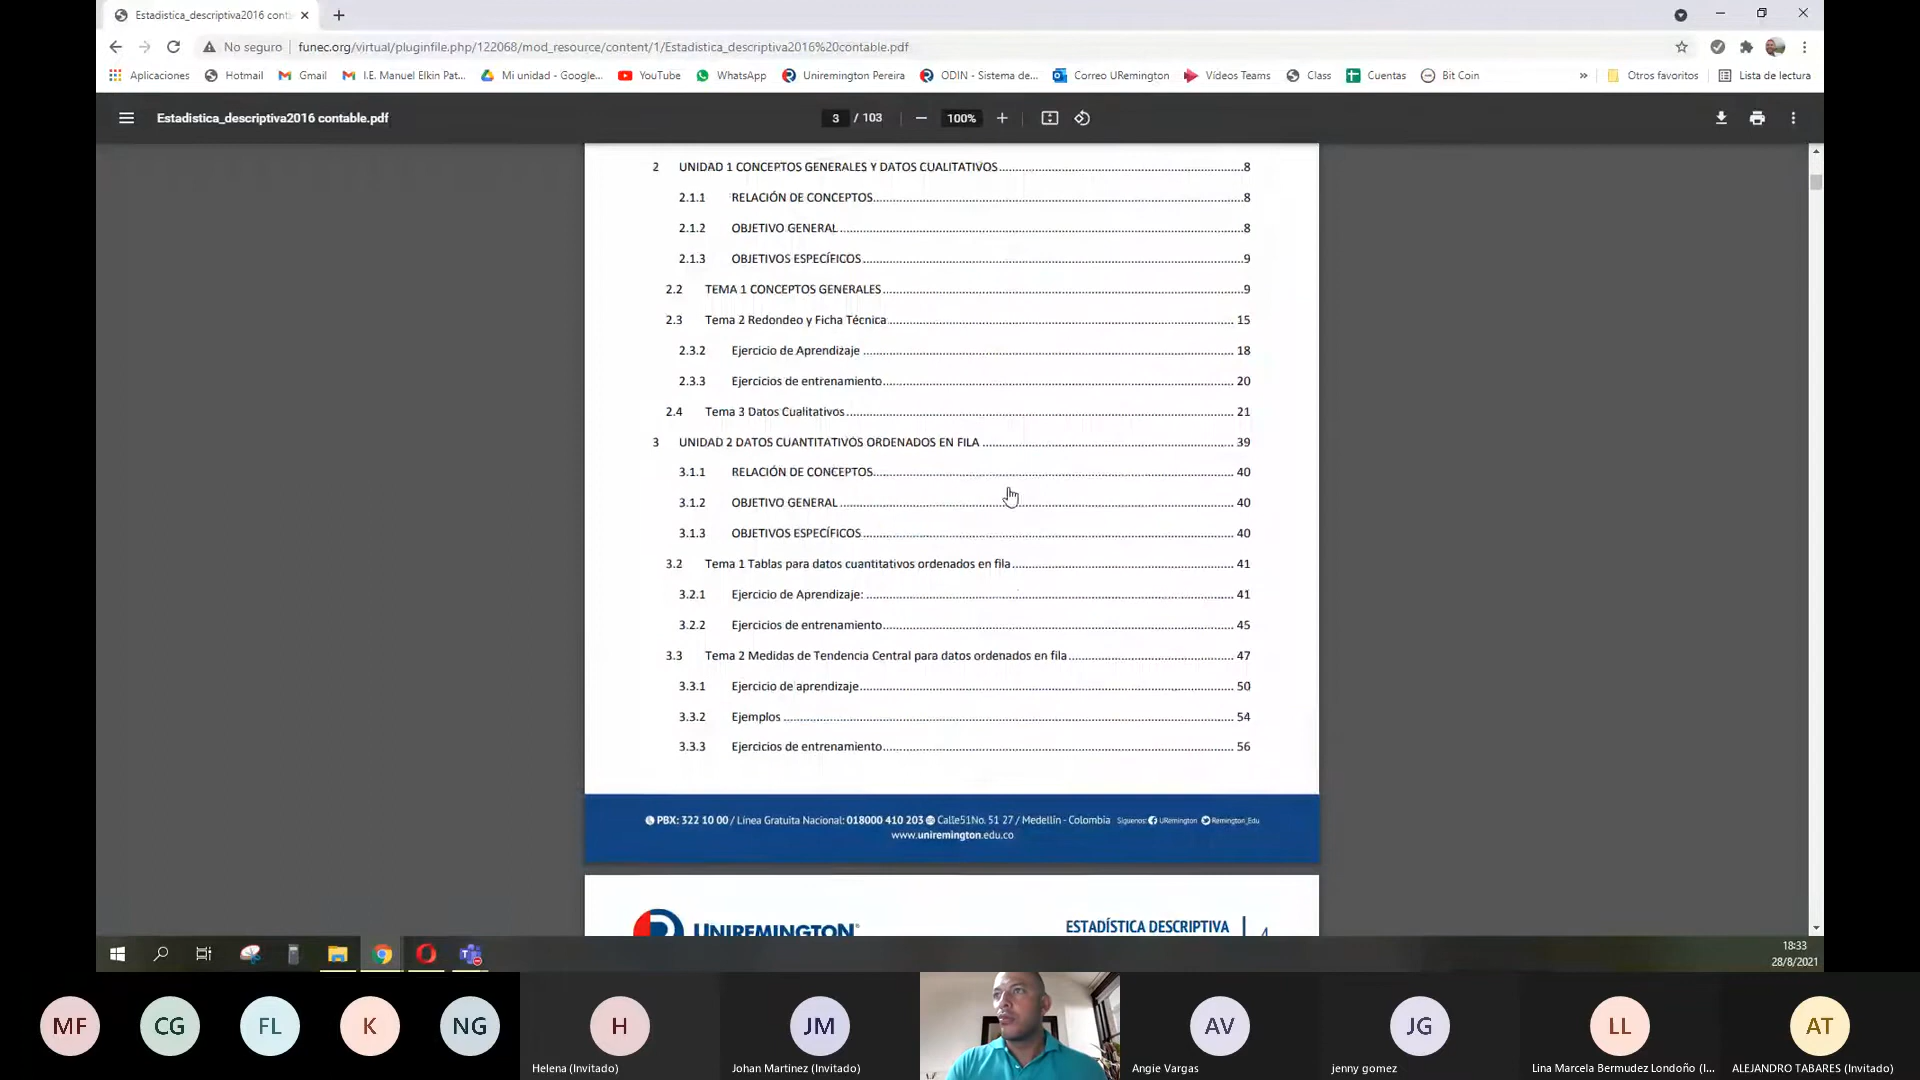 Estadistica_descriptiva2016 cont
No seguro
funec.org/virtual/pluginfile.php/122068/mod_resource/content/1/Estadistica_descriptiva2016%20contable.pdf
Aplicaciones Hotmail Gmail I.E. Manuel Elkin Pat... Mi unidad - Google... YouTube WhatsApp Uniremington Pereira ODIN - Sistema de... Correo URemington Vídeos Teams Class Cuentas Bit Coin » Otros favoritos Lista de lectura
Estadistica_descriptiva2016 contable.pdf 3 / 103 100%
2 UNIDAD 1 CONCEPTOS GENERALES Y DATOS CUALITATIVOS 8
2.1.1 RELACIÓN DE CONCEPTOS 8
2.1.2 OBJETIVO GENERAL 8
2.1.3 OBJETIVOS ESPECÍFICOS 9
2.2 TEMA 1 CONCEPTOS GENERALES 9
2.3 Tema 2 Redondeo y Ficha Técnica 15
2.3.2 Ejercicio de Aprendizaje 18
2.3.3 Ejercicios de entrenamiento 20
2.4 Tema 3 Datos Cualitativos 21
3 UNIDAD 2 DATOS CUANTITATIVOS ORDENADOS EN FILA 39
3.1.1 RELACIÓN DE CONCEPTOS 40
3.1.2 OBJETIVO GENERAL 40
3.1.3 OBJETIVOS ESPECÍFICOS 40
3.2 Tema 1 Tablas para datos cuantitativos ordenados en fila 41
3.2.1 Ejercicio de Aprendizaje: 41
3.2.2 Ejercicios de entrenamiento 45
3.3 Tema 2 Medidas de Tendencia Central para datos ordenados en fila 47
3.3.1 Ejercicio de aprendizaje 50
3.3.2 Ejemplos 54
3.3.3 Ejercicios de entrenamiento 56
PBX: 322 10 00 / Línea Gratuita Nacional: 018000 410 203 Calle51No. 51 27 / Medellín - Colombia Síguenos: URemington Remington_Edu
www.uniremington.edu.co
UNIREMINGTON®
ESTADÍSTICA DESCRIPTIVA 4
18:33
28/8/2021
MF CG FL K NG H JM AV JG LL AT
Helena (Invitado) Johan Martinez (Invitado) Angie Vargas jenny gomez Lina Marcela Bermudez Londoño (I... ALEJANDRO TABARES (Invitado)